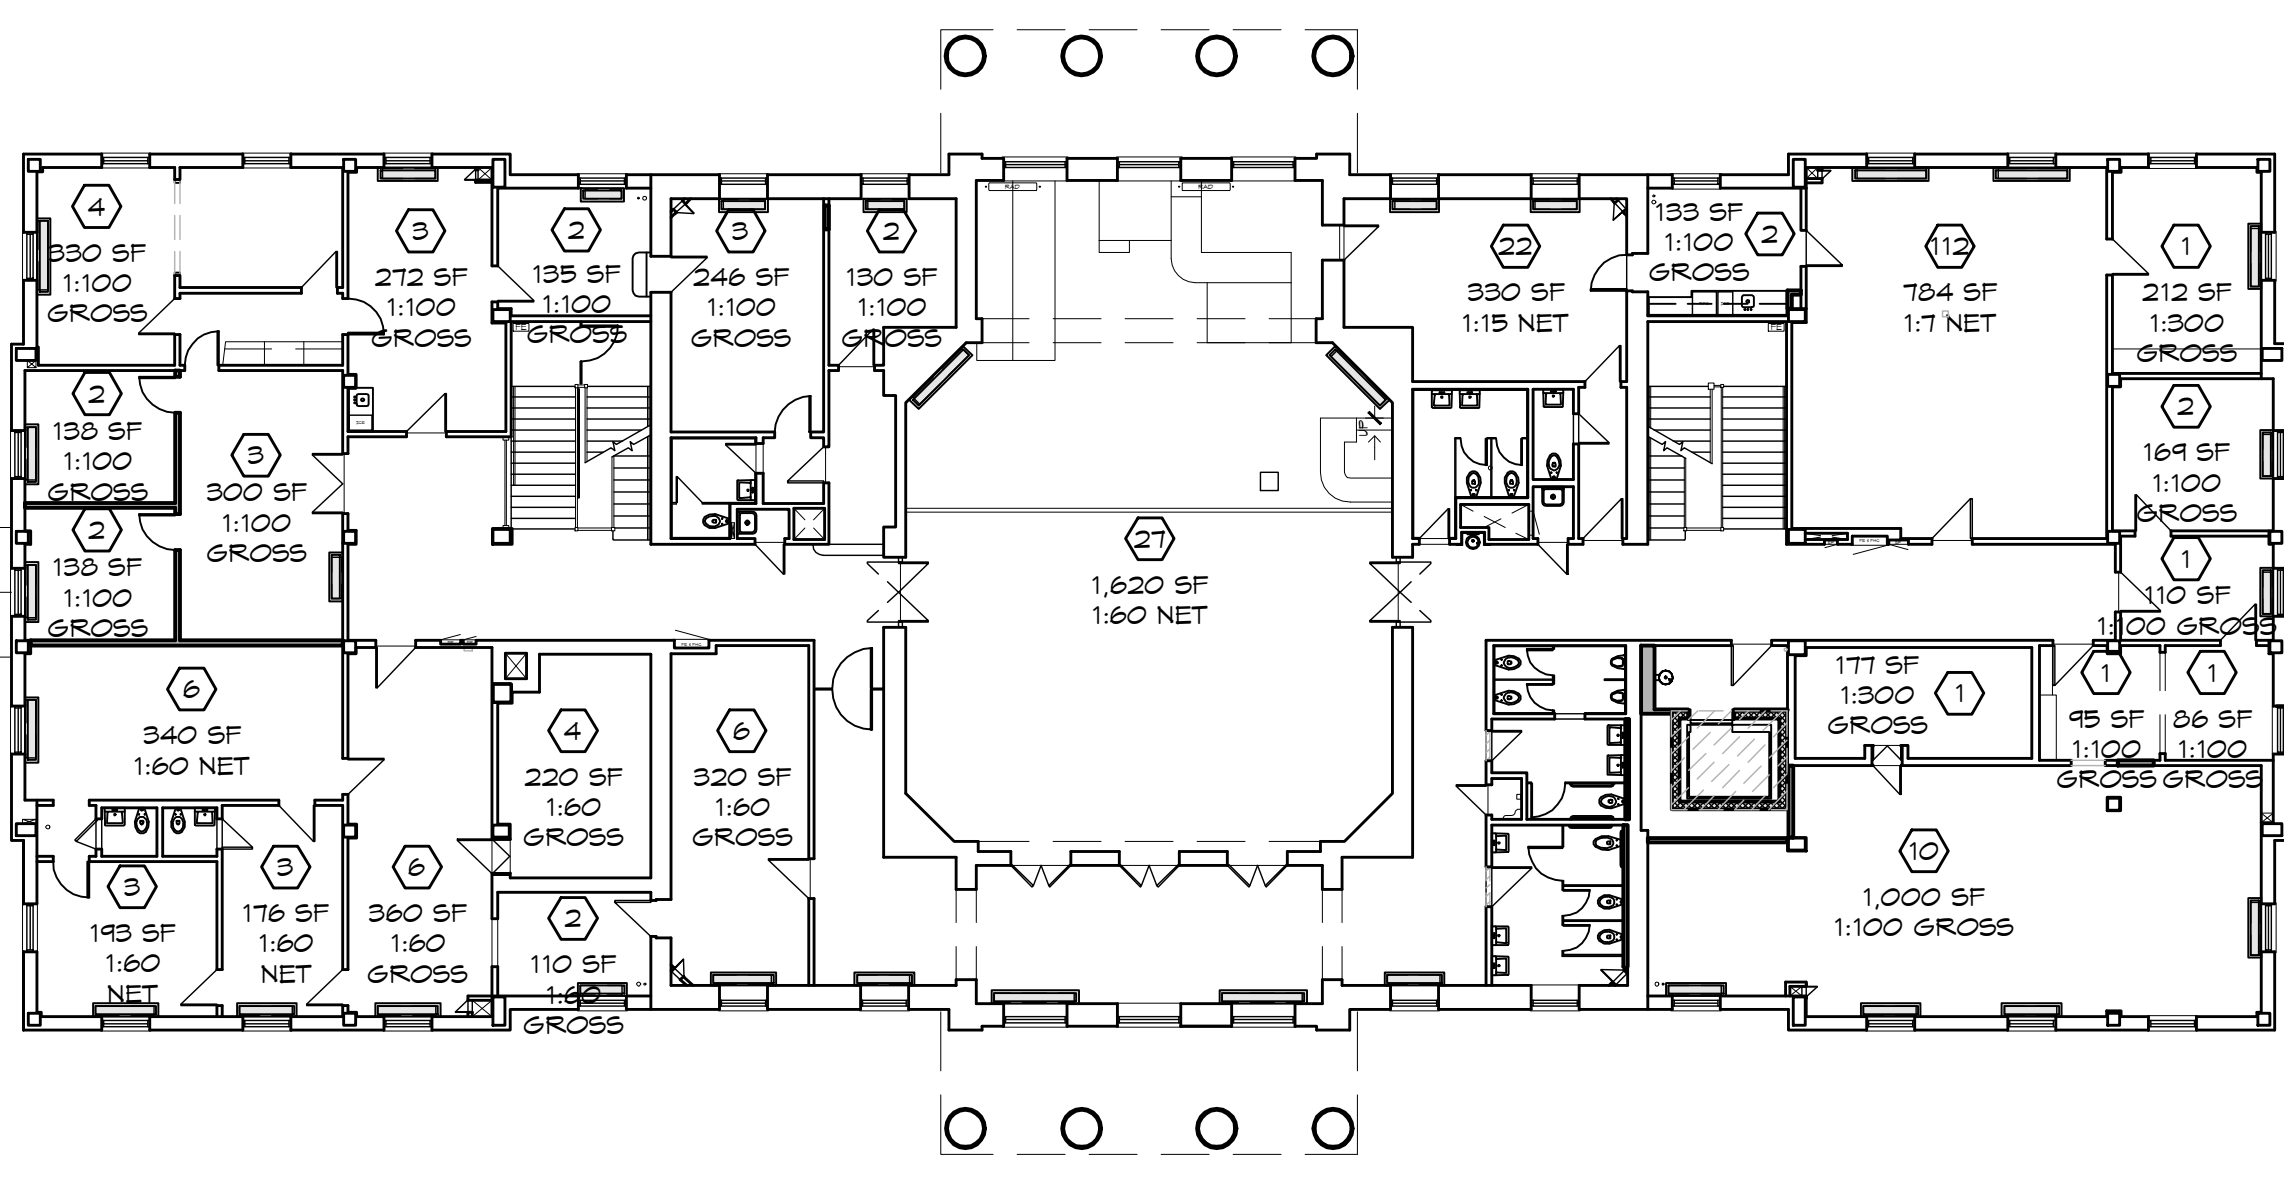 RAD
RAD
4
330 SF
1:100
GROSS
3
272 SF
1:100
GROSS
2
135 SF
1:100
GROSS
3
246 SF
1:100
GROSS
2
130 SF
1:100
GROSS
22
330 SF
1:15 NET
133 SF
1:100
GROSS
2
112
784 SF
1:7 NET
1
212 SF
1:300
GROSS
FE
FE
2
138 SF
1:100
GROSS
3
300 SF
1:100
GROSS
UP
2
169 SF
1:100
GROSS
2
138 SF
1:100
GROSS
27
1,620 SF
1:60 NET
1
110 SF
1:100 GROSS
6
340 SF
1:60 NET
4
220 SF
1:60
GROSS
6
320 SF
1:60
GROSS
177 SF
1:300
GROSS
1
1
95 SF
1:100
GROSS
1
86 SF
1:100
GROSS
3
193 SF
1:60
NET
3
176 SF
1:60
NET
6
360 SF
1:60
GROSS
2
110 SF
1:60
GROSS
10
1,000 SF
1:100 GROSS